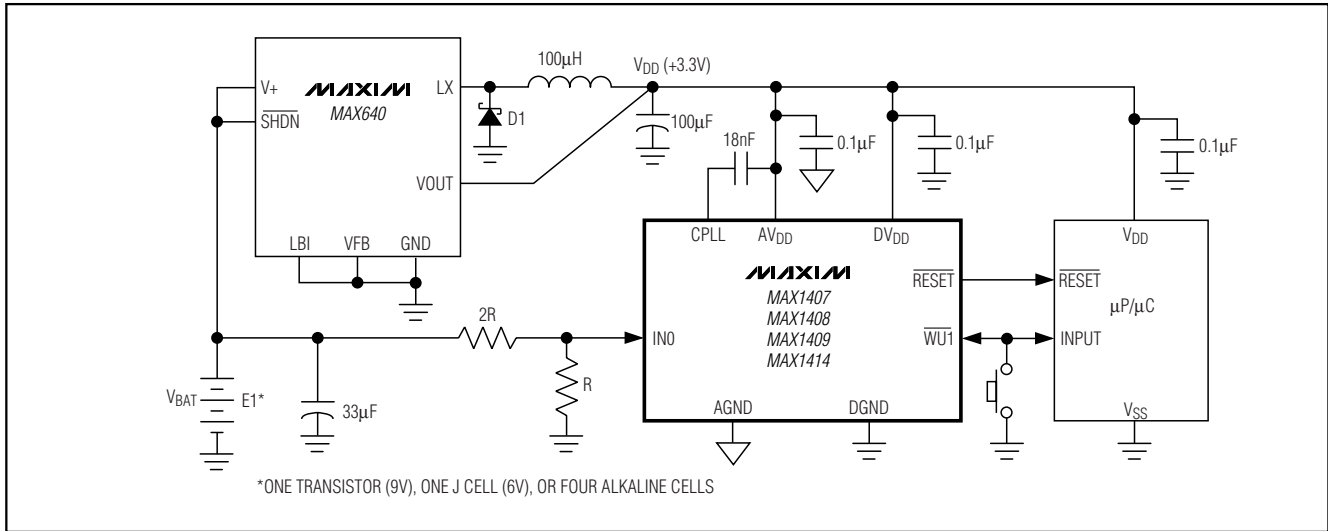 100μH
VDD (+3.3V)
V+
MAXIM
LX
SHDN
MAX640
D1
100μF
18nF
0.1μF
0.1μF
0.1μF
VOUT
LBI
VFB
GND
CPLL
AVDD
DVDD
VDD
MAXIM
RESET
RESET
MAX1407
μP/μC
MAX1408
2R
MAX1409
IN0
WU1
INPUT
MAX1414
R
VBAT
E1*
33μF
AGND
DGND
VSS
*ONE TRANSISTOR (9V), ONE J CELL (6V), OR FOUR ALKALINE CELLS